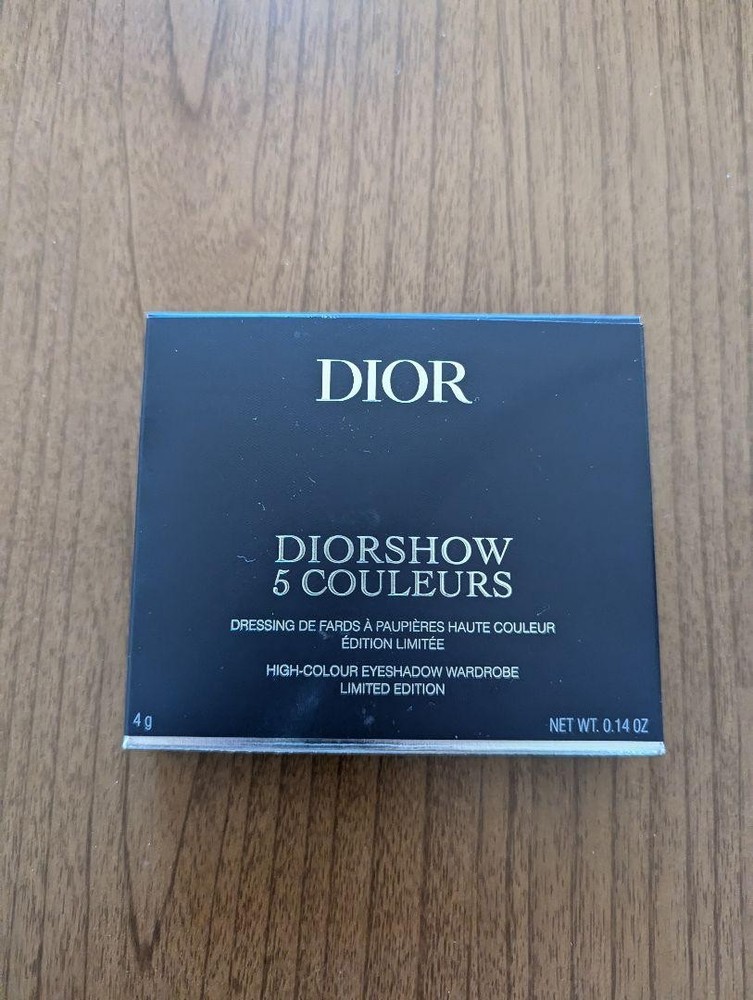 DIOR
DIORSHOW
5 COULEURS
DRESSING DE FARDS À PAUPIÈRES HAUTE COULEUR
ÉDITION LIMITÉE
HIGH-COLOUR EYESHADOW WARDROBE
LIMITED EDITION
4 g
NET WT. 0.14 OZ